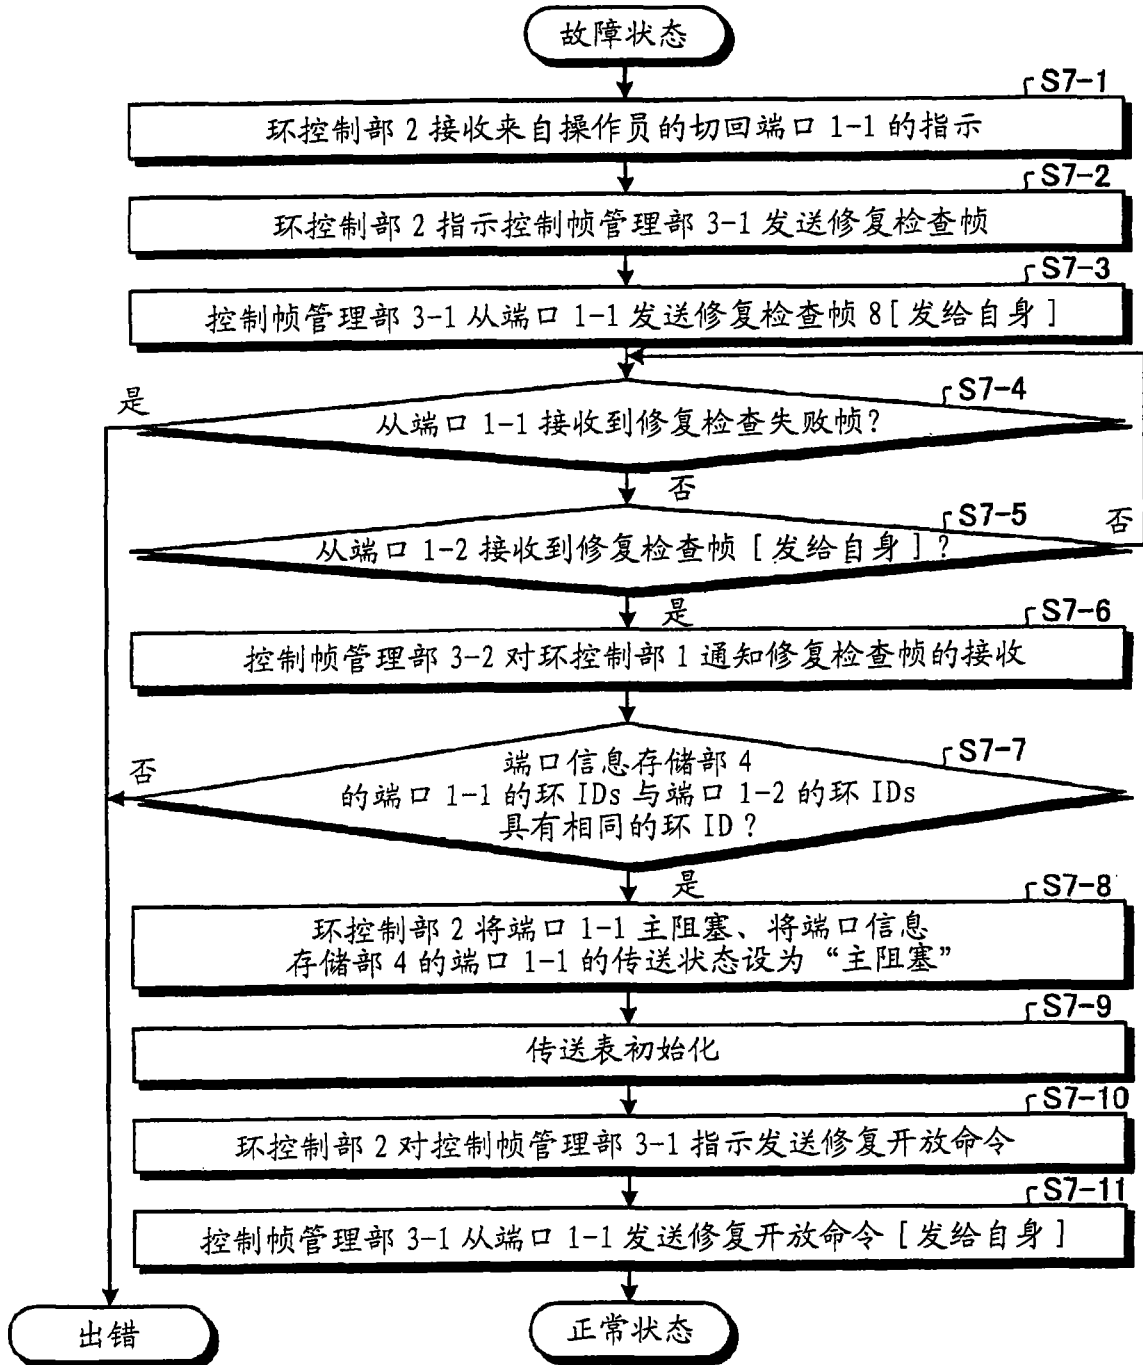 故障状态
S7-1
环控制部 2 接收来自操作员的切回端口 1-1 的指示
S7-2
环控制部 2 指示控制帧管理部 3-1 发送修复检查帧
S7-3
控制帧管理部 3-1 从端口 1-1 发送修复检查帧 8[ 发给自身 ]
是
S7-4
从端口 1-1 接收到修复检查失败帧？
否
S7-5
否
从端口 1-2 接收到修复检查帧 [ 发给自身 ] ？
是
S7-6
控制帧管理部 3-2 对环控制部 1 通知修复检查帧的接收
S7-7
否
端口信息存储部 4
的端口 1-1 的环 IDs 与端口 1-2 的环 IDs
具有相同的环 ID？
是
S7-8
环控制部 2 将端口 1-1 主阻塞、将端口信息
存储部 4 的端口 1-1 的传送状态设为“主阻塞”
S7-9
传送表初始化
S7-10
环控制部 2 对控制帧管理部 3-1 指示发送修复开放命令
S7-11
控制帧管理部 3-1 从端口 1-1 发送修复开放命令 [ 发给自身 ]
出错
正常状态